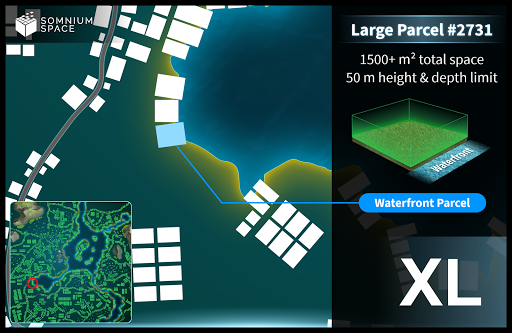 SOMNIUM
SPACE
Large Parcel #2731
1500+ m² total space
50 m height & depth limit
Waterfront
Waterfront Parcel
XL